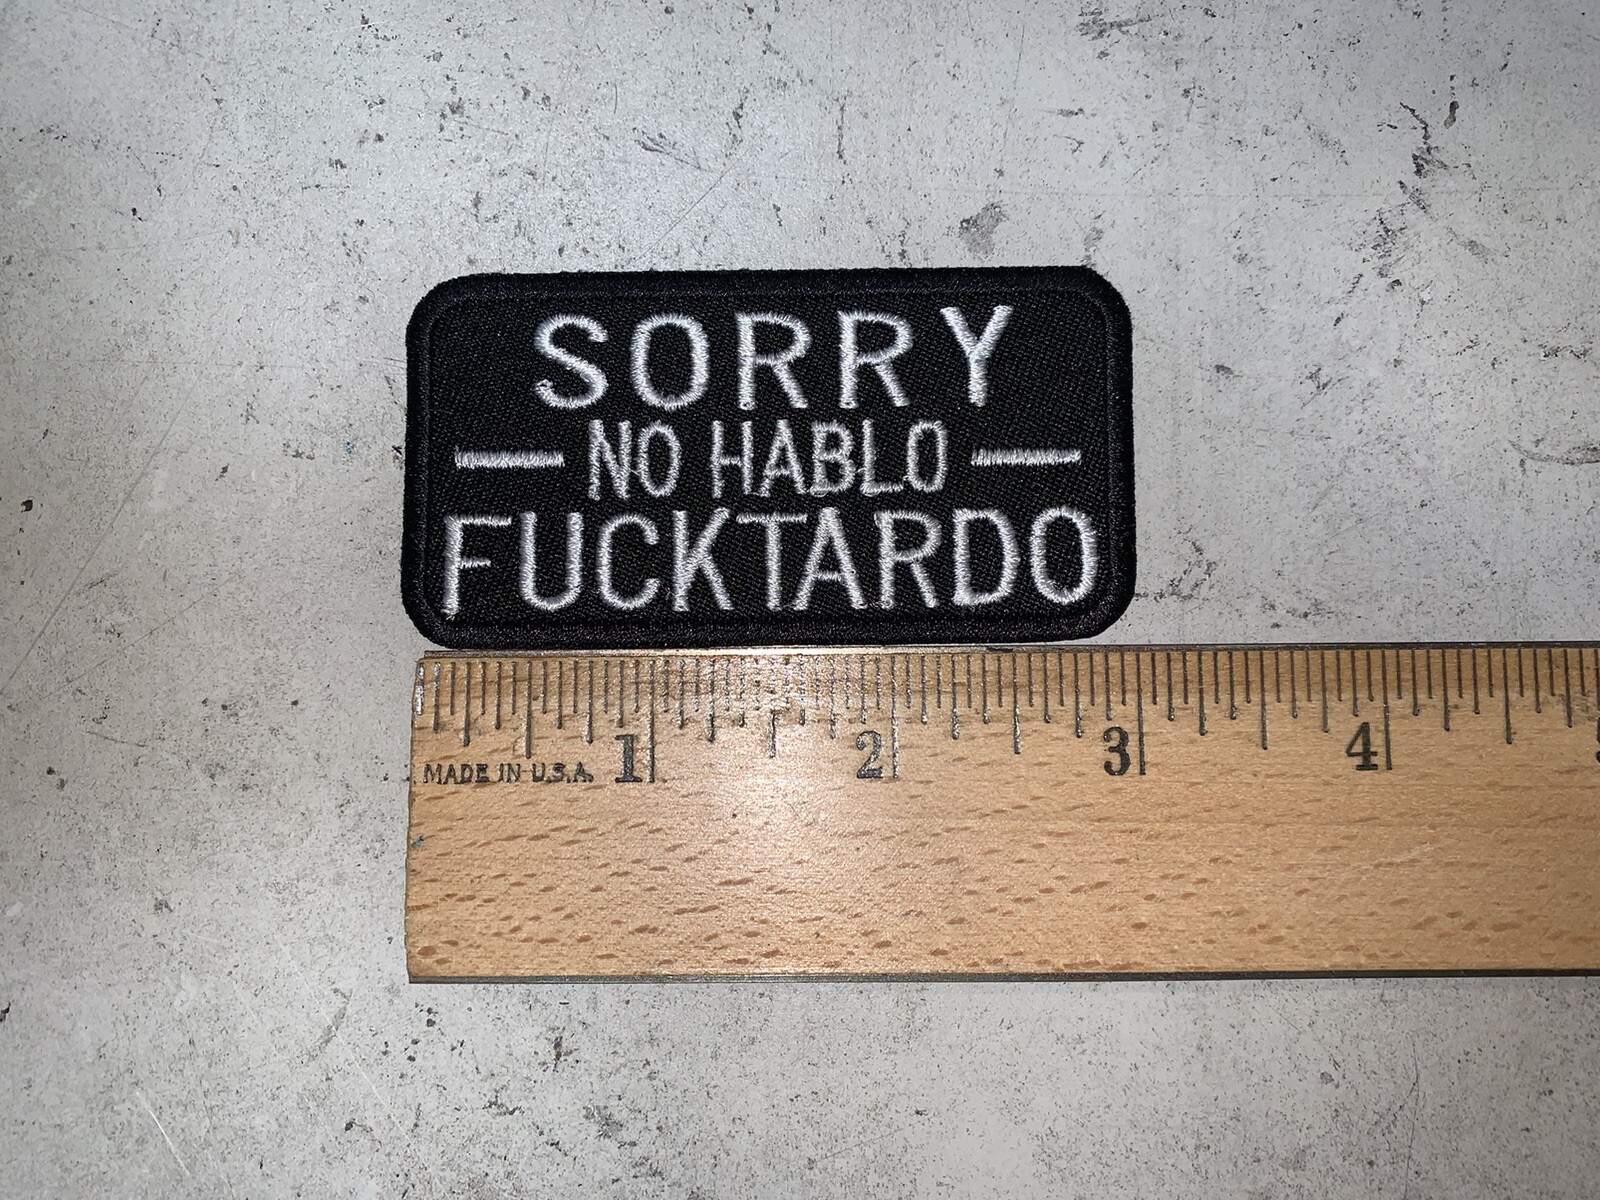 SORRY
— NO HABLO —
FUCKTARDO
1 2 3 4
MADE IN U.S.A.